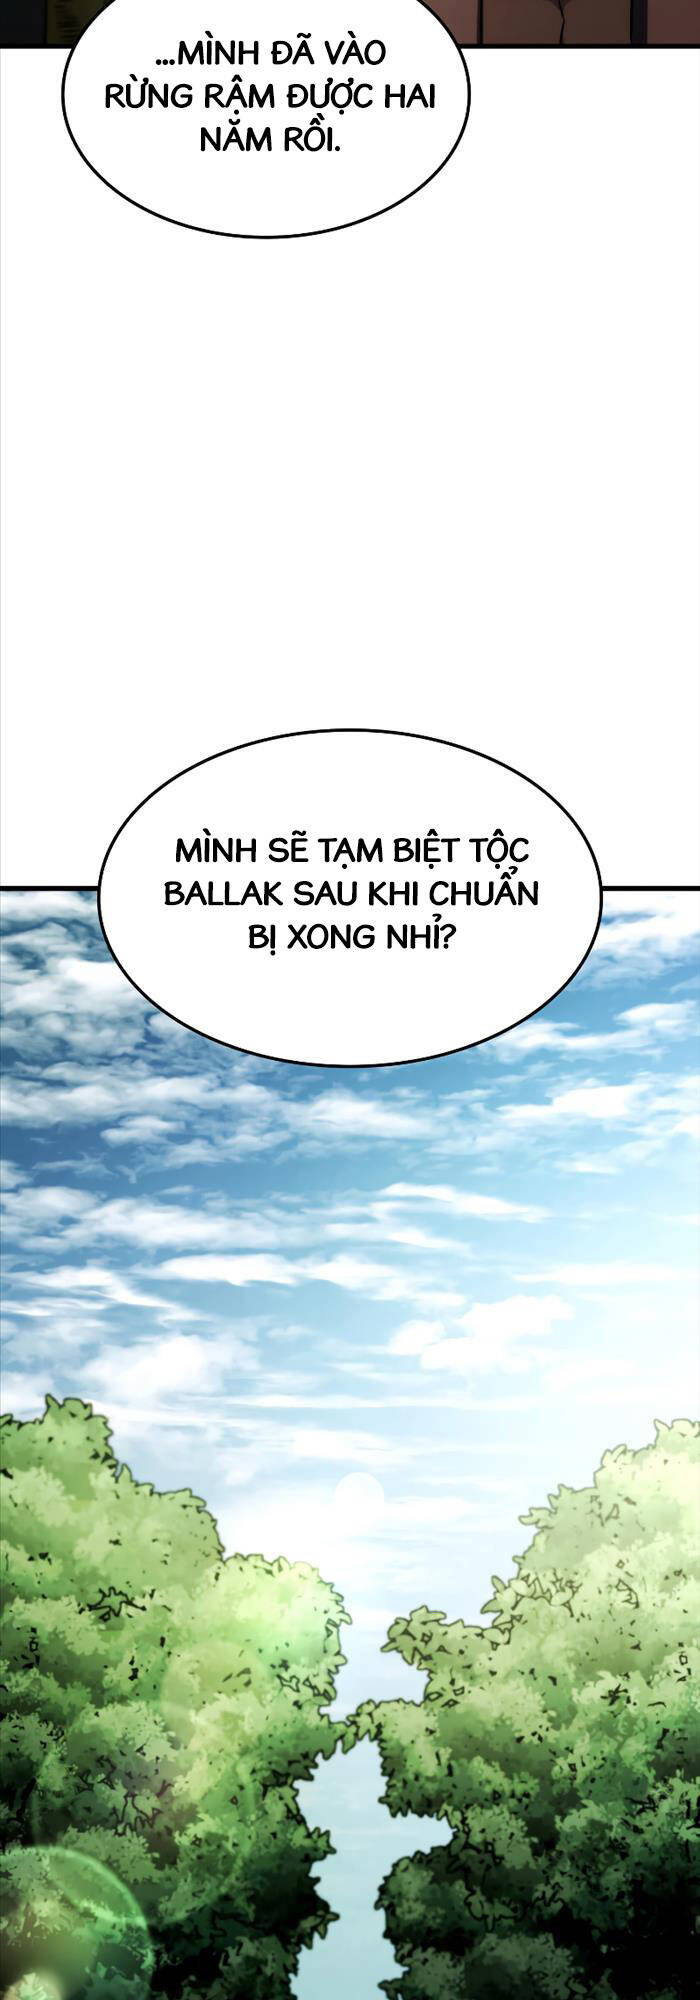 ...MÌNH ĐÃ VÀO
RỪNG RẬM ĐƯỢC HAI
NĂM RỒI.
MÌNH SẼ TẠM BIỆT TỘC
BALLAK SAU KHI CHUẨN
BỊ XONG NHỈ?